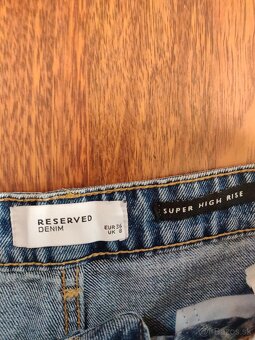 RESERVED
DENIM
EUR 36
UK 8
SUPER HIGH RISE